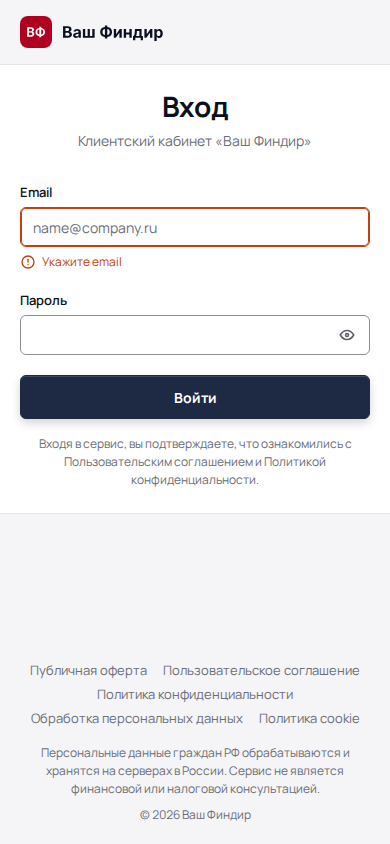 ВФ Ваш Финдир
Вход
Клиентский кабинет «Ваш Финдир»
Email
name@company.ru
Укажите email
Пароль
Войти
Входя в сервис, вы подтверждаете, что ознакомились с
Пользовательским соглашением и Политикой
конфиденциальности.
Публичная оферта Пользовательское соглашение
Политика конфиденциальности
Обработка персональных данных Политика cookie
Персональные данные граждан РФ обрабатываются и
хранятся на серверах в России. Сервис не является
финансовой или налоговой консультацией.
© 2026 Ваш Финдир